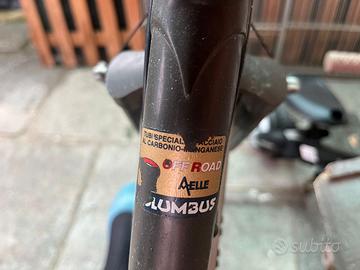 TUBI SPECIALI ACCIAIO
AL CARBONIO-MANGANESE
OFF ROAD
AELLE
COLUMBUS
subito